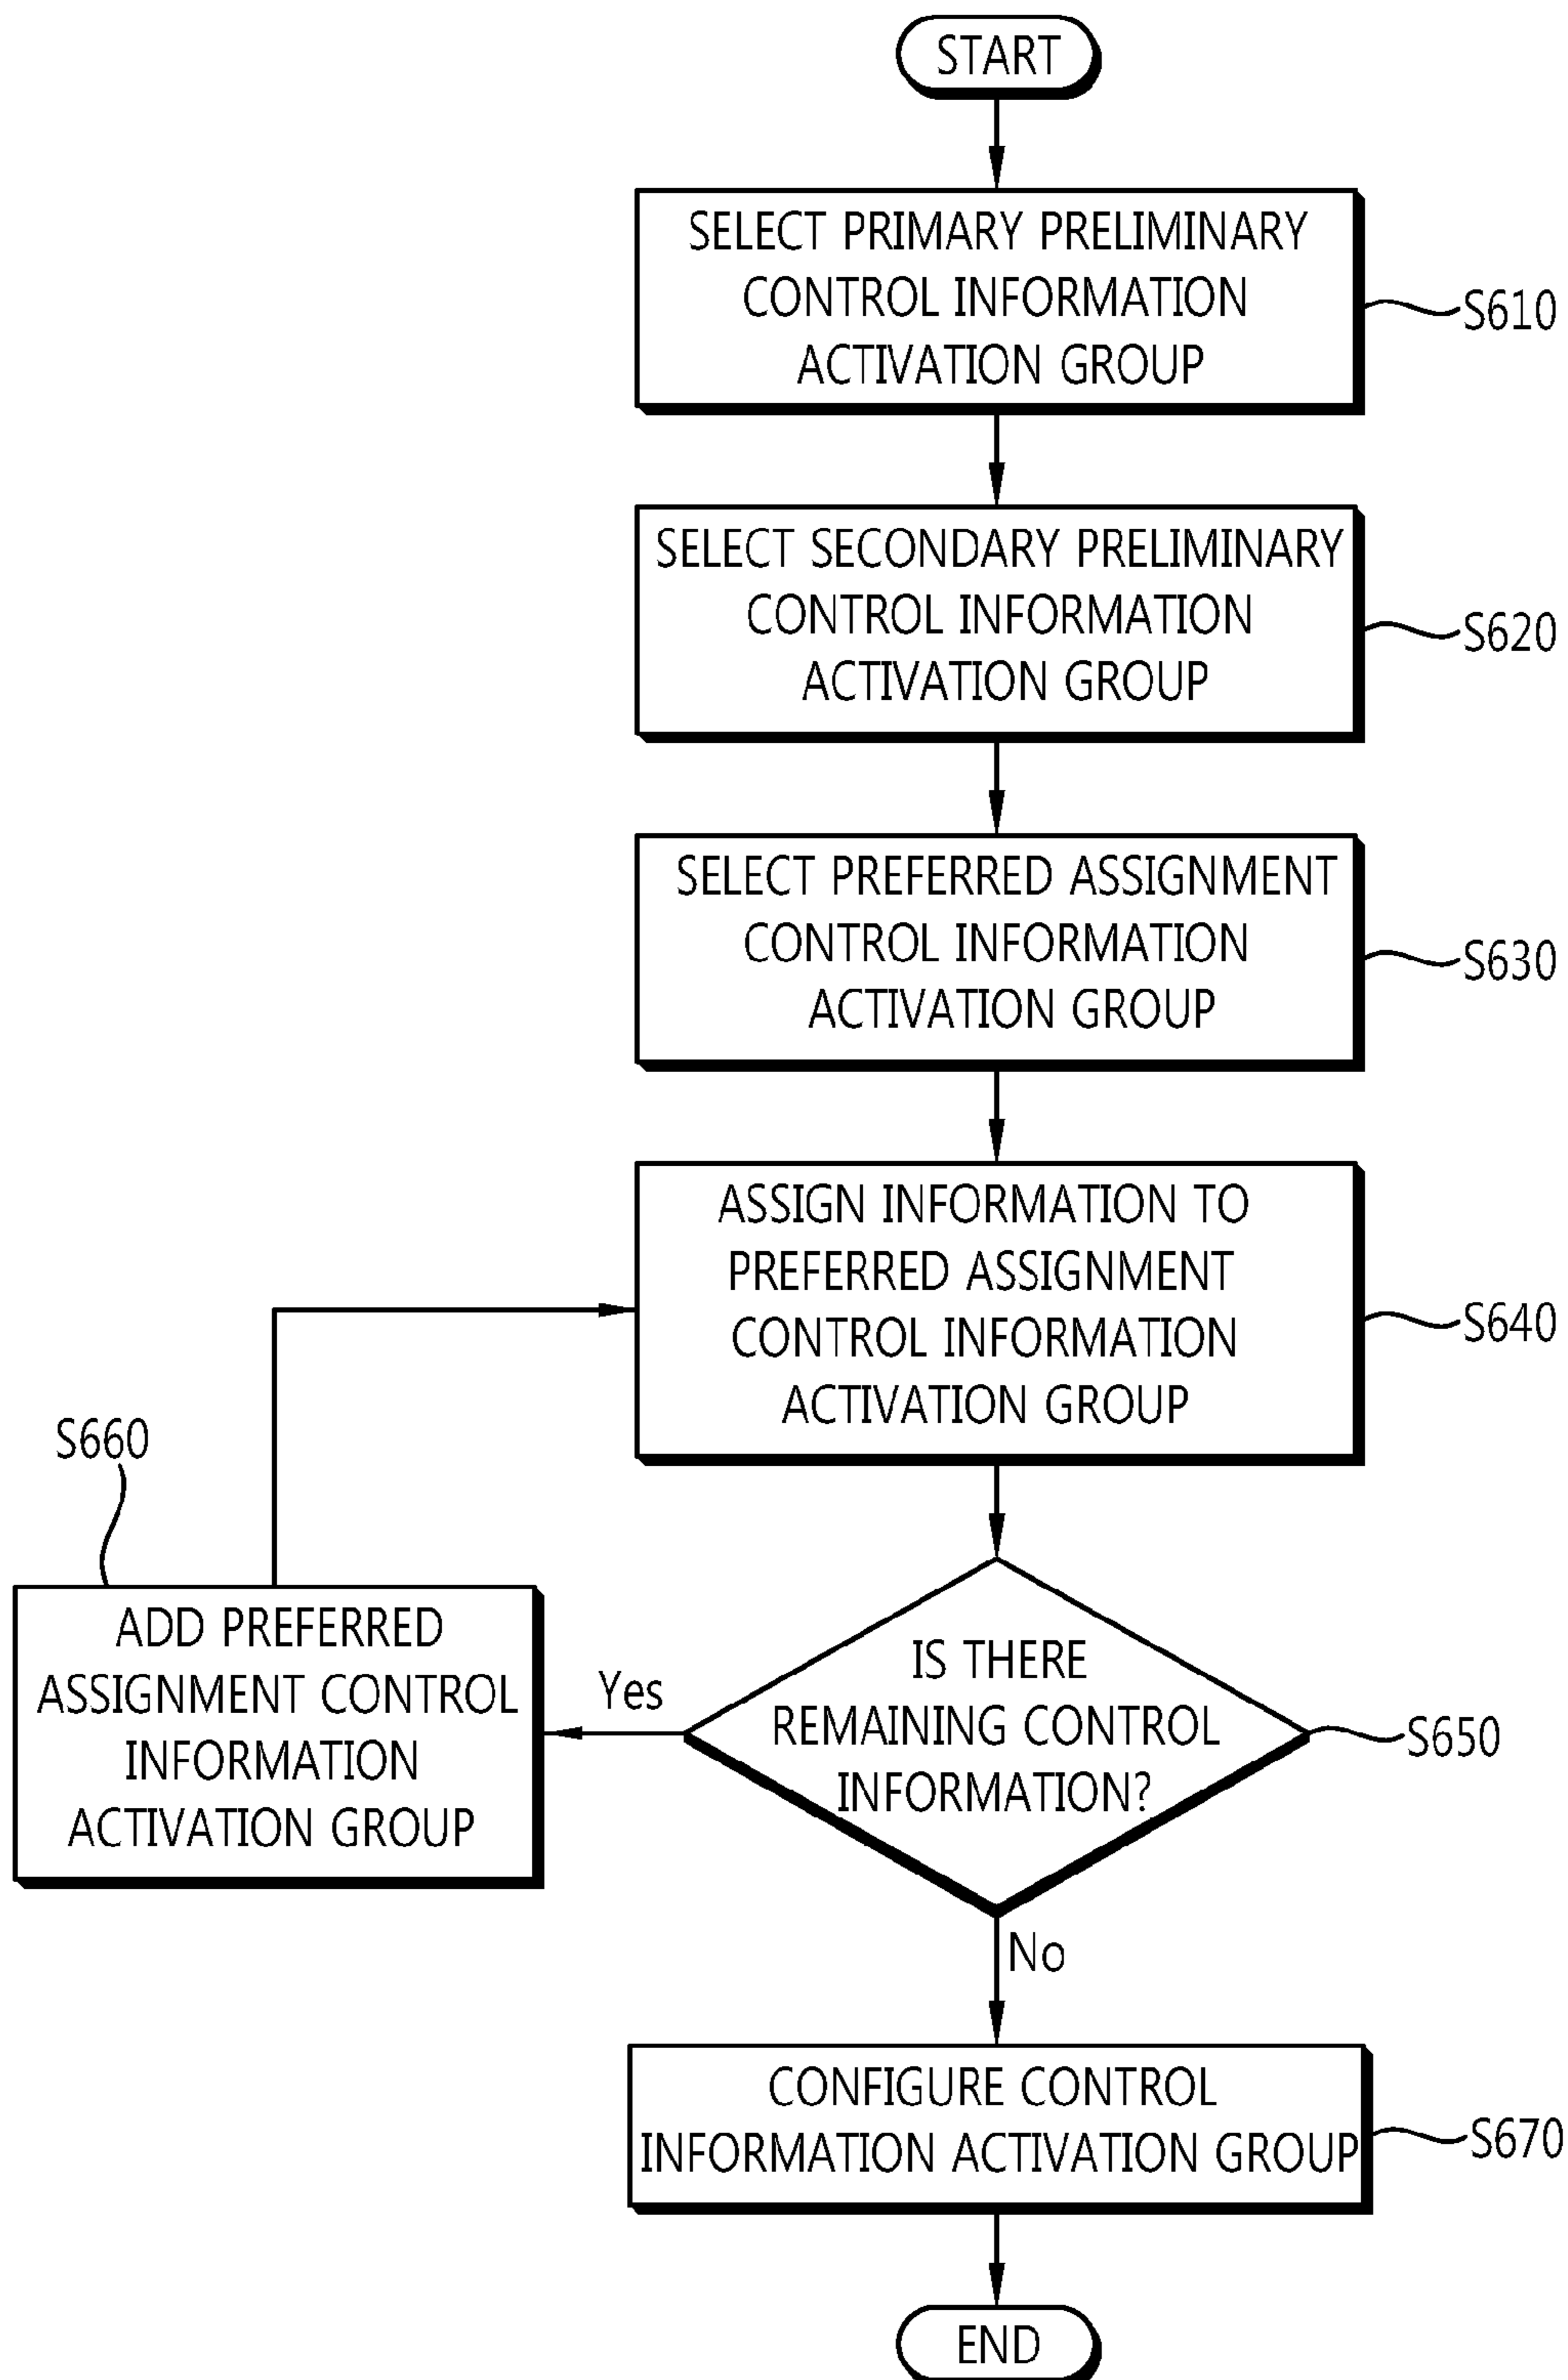 START
SELECT PRIMARY PRELIMINARY
CONTROL INFORMATION
ACTIVATION GROUP
S610
SELECT SECONDARY PRELIMINARY
CONTROL INFORMATION
ACTIVATION GROUP
S620
SELECT PREFERRED ASSIGNMENT
CONTROL INFORMATION
ACTIVATION GROUP
S630
ASSIGN INFORMATION TO
PREFERRED ASSIGNMENT
CONTROL INFORMATION
ACTIVATION GROUP
S640
S660
ADD PREFERRED
ASSIGNMENT CONTROL
INFORMATION
ACTIVATION GROUP
Yes
IS THERE
REMAINING CONTROL
INFORMATION?
S650
No
CONFIGURE CONTROL
INFORMATION ACTIVATION GROUP
S670
END